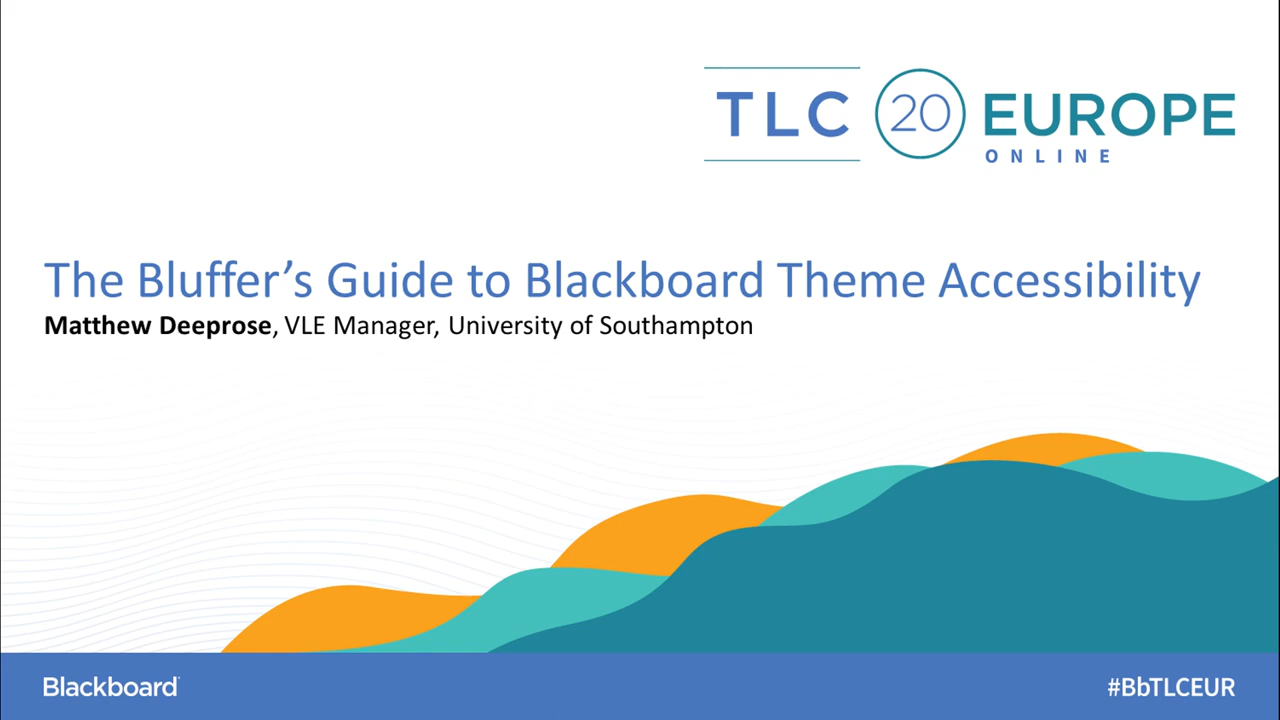 TLC 20 EUROPE
ONLINE
The Bluffer’s Guide to Blackboard Theme Accessibility
Matthew Deeprose, VLE Manager, University of Southampton
Blackboard
#BbTLCEUR